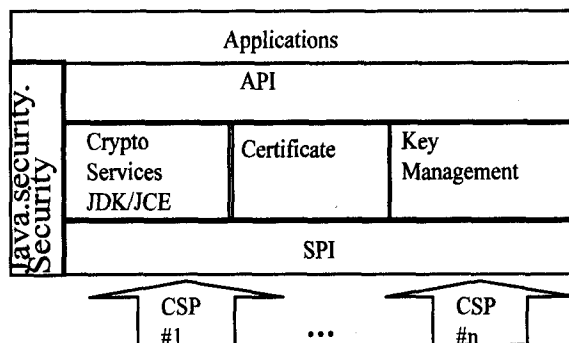 Applications
API
Java.security.
Security
Crypto
Services
JDK/JCE
Certificate
Key
Management
SPI
CSP
#1
...
CSP
#n